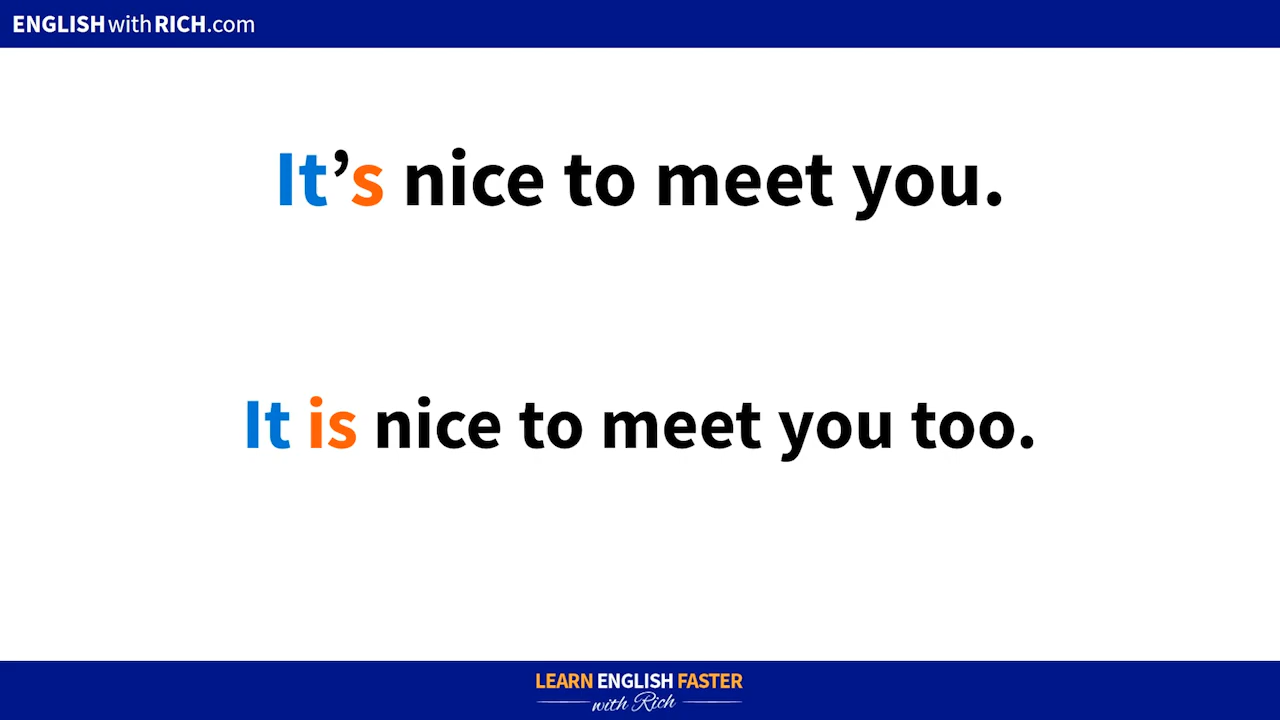 ENGLISH with RICH.com
It’s nice to meet you.
It is nice to meet you too.
LEARN ENGLISH FASTER
with Rich